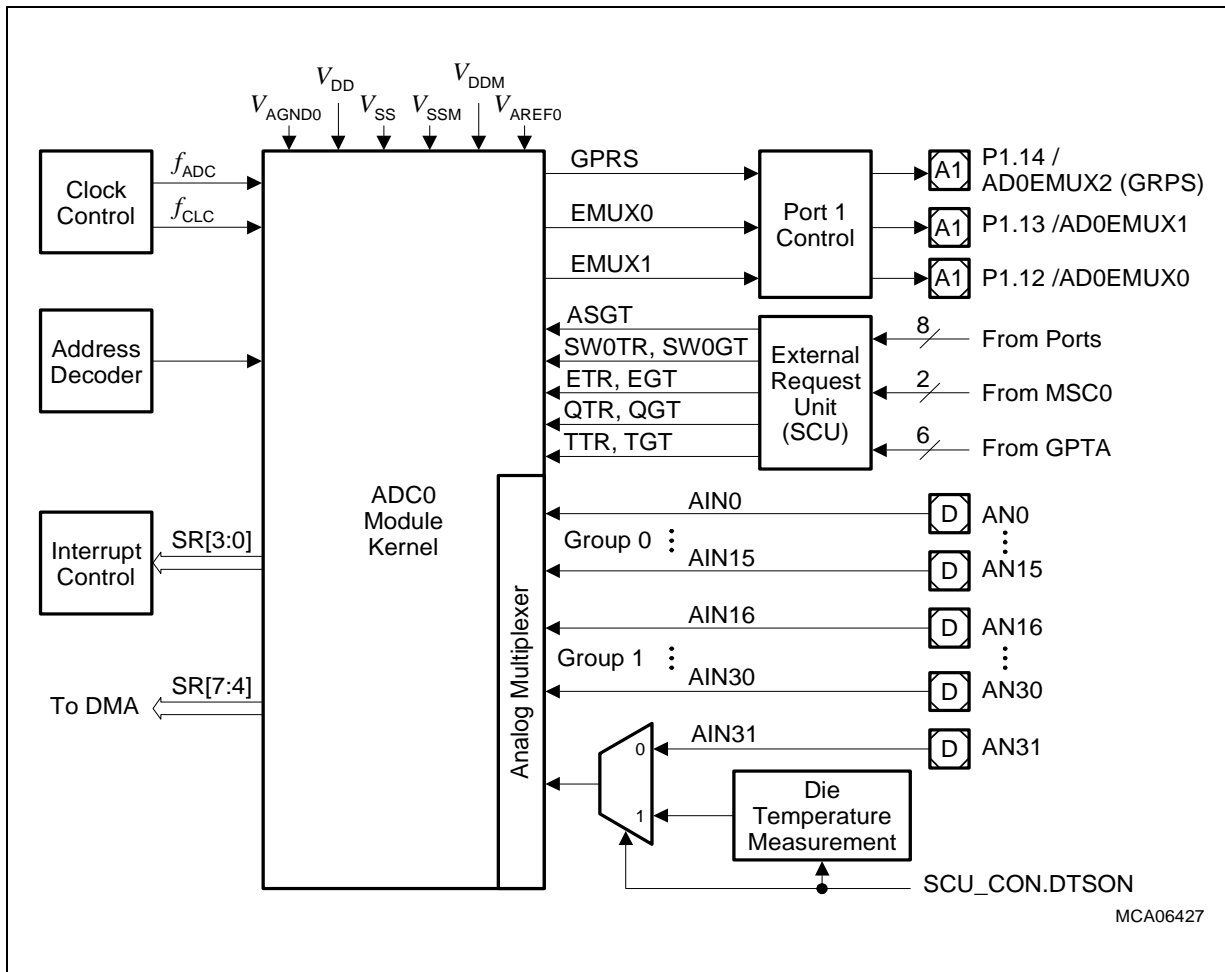 V_DD
V_DDM
V_AGND0
V_SS
V_SSM
V_AREF0
Clock
Control
f_ADC
f_CLC
Address
Decoder
Interrupt
Control
SR[3:0]
To DMA
SR[7:4]
ADC0
Module
Kernel
Analog Multiplexer
GPRS
EMUX0
EMUX1
Port 1
Control
A1
P1.14 /
AD0EMUX2 (GRPS)
A1
P1.13 /AD0EMUX1
A1
P1.12 /AD0EMUX0
ASGT
SW0TR, SW0GT
ETR, EGT
QTR, QGT
TTR, TGT
External
Request
Unit
(SCU)
8
From Ports
2
From MSC0
6
From GPTA
AIN0
D
AN0
Group 0
AIN15
D
AN15
AIN16
D
AN16
Group 1
AIN30
D
AN30
AIN31
D
AN31
0
1
Die
Temperature
Measurement
SCU_CON.DTSON
MCA06427